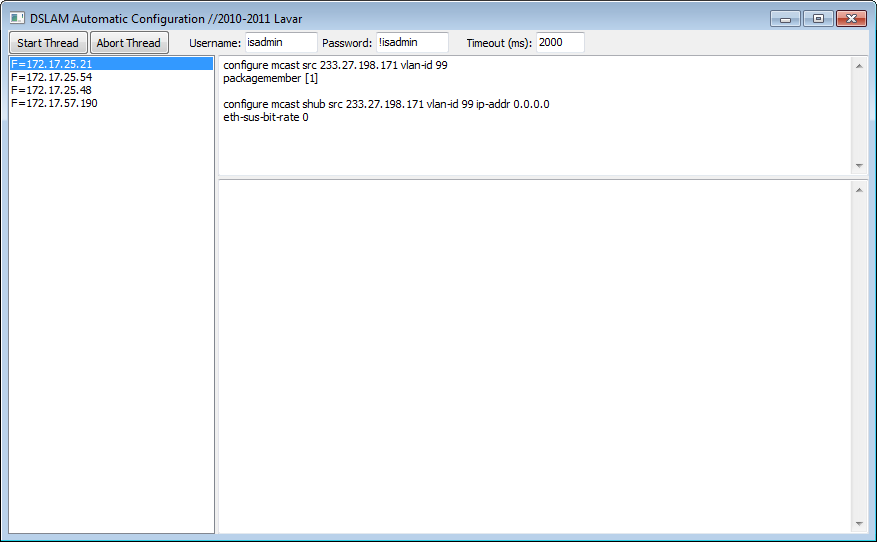 DSLAM Automatic Configuration //2010-2011 Lavar
Start Thread Abort Thread Username: isadmin Password: !isadmin Timeout (ms): 2000
F=172.17.25.21
F=172.17.25.54
F=172.17.25.48
F=172.17.57.190
configure mcast src 233.27.198.171 vlan-id 99
packagemember [1]
configure mcast shub src 233.27.198.171 vlan-id 99 ip-addr 0.0.0.0
eth-sus-bit-rate 0